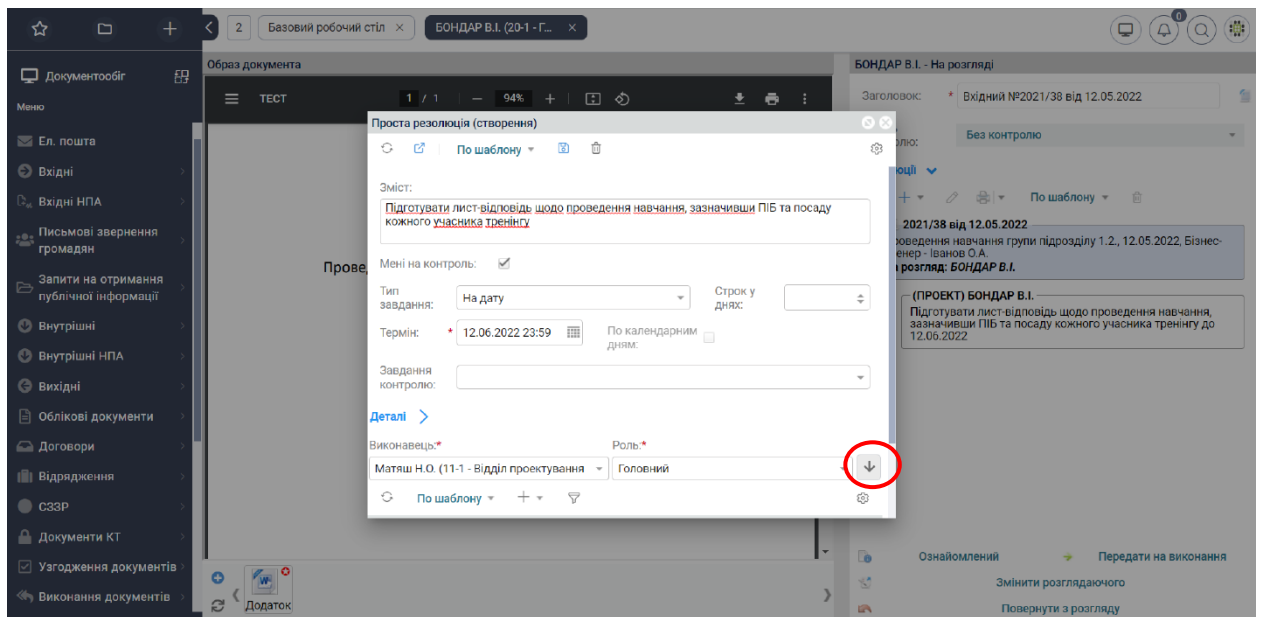 2
Базовий робочий стіл ×
БОНДАР В.І. (20-1 - Г... ×
0
Документообіг
Меню
Ел. пошта
Вхідні
Вхідні НПА
Письмові звернення
громадян
Запити на отримання
публічної інформації
Внутрішні
Внутрішні НПА
Вихідні
Облікові документи
Договори
Відрядження
СЗЗР
Документи КТ
Узгодження документів
Виконання документів
Образ документа
ТЕСТ
1 / 1
94%
Прове
Додаток
Проста резолюція (створення)
По шаблону
Зміст:
Підготувати лист-відповідь щодо проведення навчання, зазначивши ПІБ та посаду
кожного учасника тренінгу
Мені на контроль:
Тип
завдання:
На дату
Строк у
днях:
Термін: *
12.06.2022 23:59
По календарним
дням:
Завдання
контролю:
Деталі
Виконавець:*
Роль:*
Матяш Н.О. (11-1 - Відділ проектування
Головний
По шаблону
БОНДАР В.І. - На розгляді
Заголовок: *
Вхідний №2021/38 від 12.05.2022
лю:
Без контролю
ції
По шаблону
2021/38 від 12.05.2022
оведення навчання групи підрозділу 1.2., 12.05.2022, Бізнес-
енер - Іванов О.А.
розгляд: БОНДАР В.І.
(ПРОЕКТ) БОНДАР В.І.
Підготувати лист-відповідь щодо проведення навчання,
зазначивши ПІБ та посаду кожного учасника тренінгу до
12.06.2022
Ознайомлений
Передати на виконання
Змінити розглядаючого
Повернути з розгляду